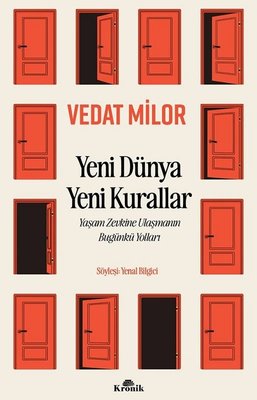 VEDAT MİLOR
Yeni Dünya
Yeni Kurallar
Yaşam Zevkine Ulaşmanın
Bugünkü Yolları
Söyleşi: Yenal Bilgici
Kronik